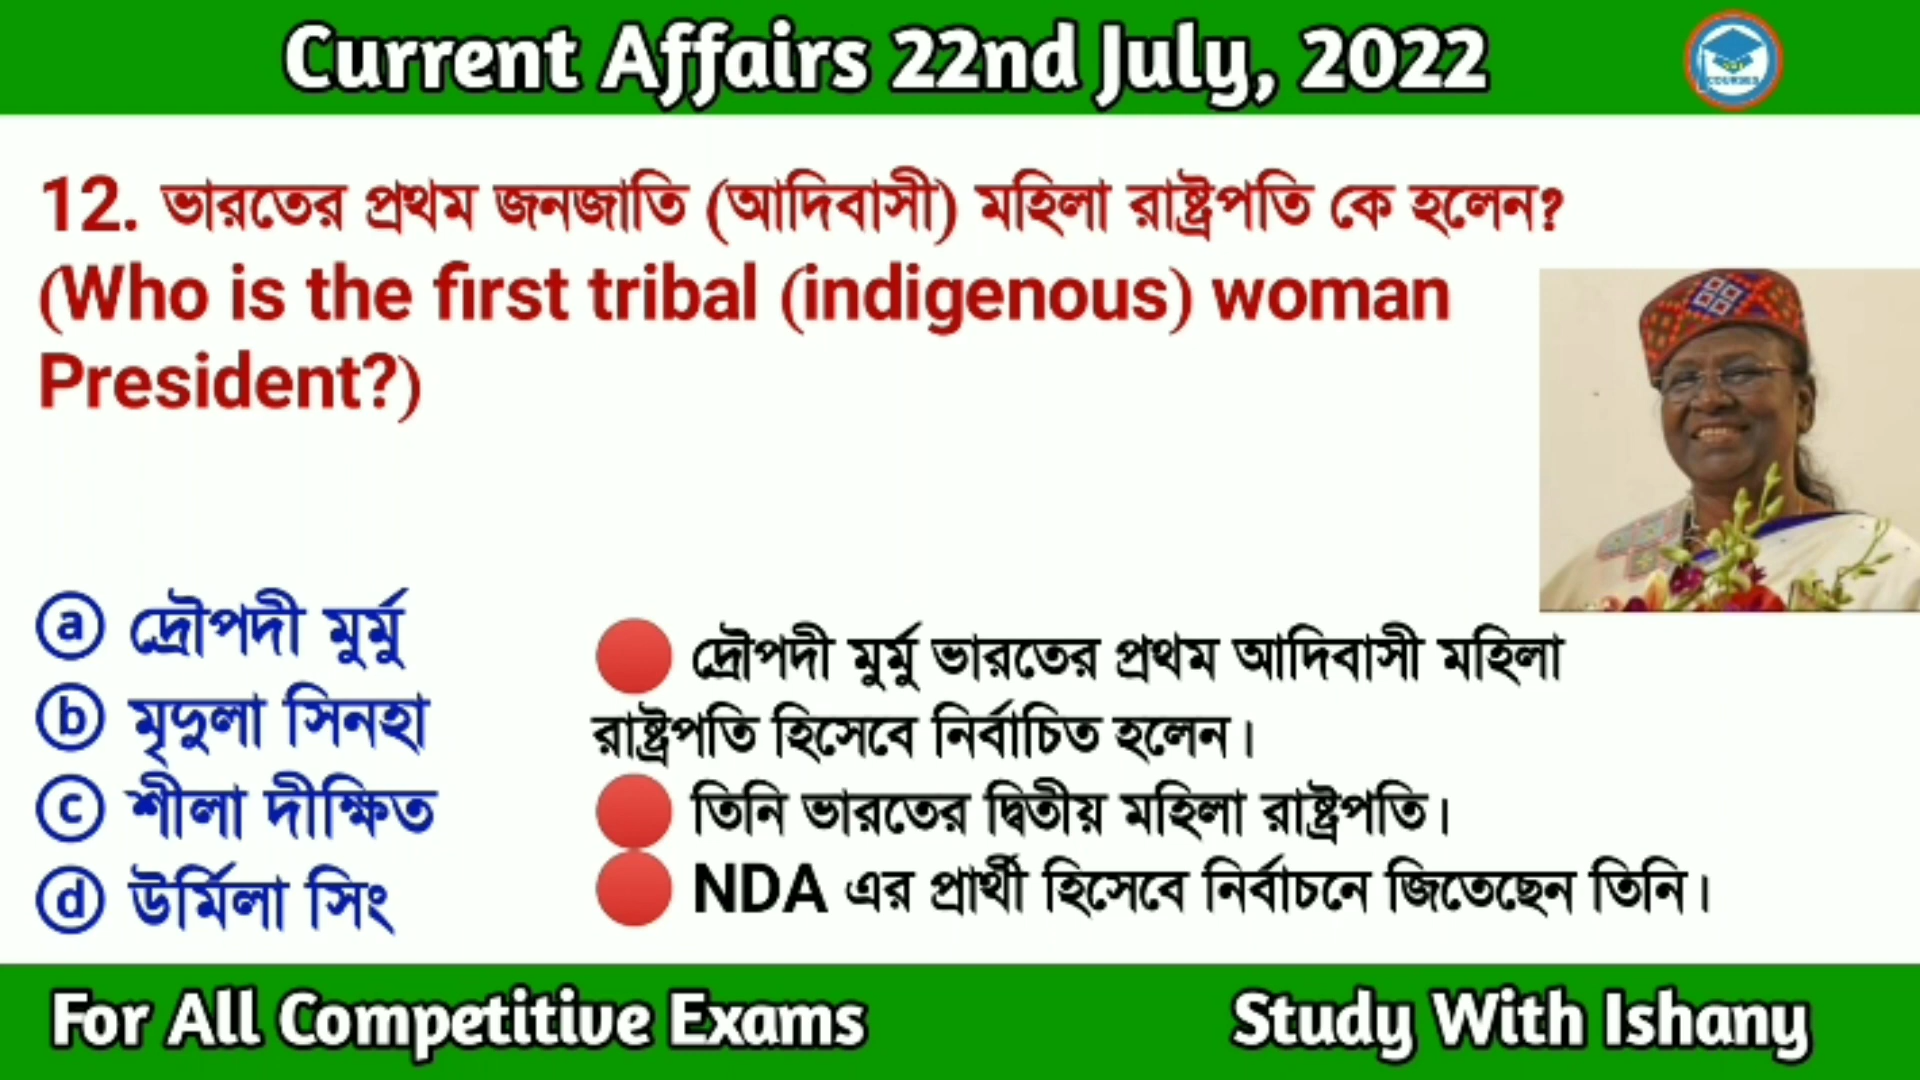 Current Affairs 22nd July, 2022
COURSES
12. ভারতের প্রথম জনজাতি (আদিবাসী) মহিলা রাষ্ট্রপতি কে হলেন?
(Who is the first tribal (indigenous) woman
President?)
ⓐ দ্রৌপদী মুর্মু
ⓑ মৃদুলা সিনহা
ⓒ শীলা দীক্ষিত
ⓓ উর্মিলা সিং
🔴 দ্রৌপদী মুর্মু ভারতের প্রথম আদিবাসী মহিলা
রাষ্ট্রপতি হিসেবে নির্বাচিত হলেন।
🔴 তিনি ভারতের দ্বিতীয় মহিলা রাষ্ট্রপতি।
🔴 NDA এর প্রার্থী হিসেবে নির্বাচনে জিতেছেন তিনি।
For All Competitive Exams
Study With Ishany